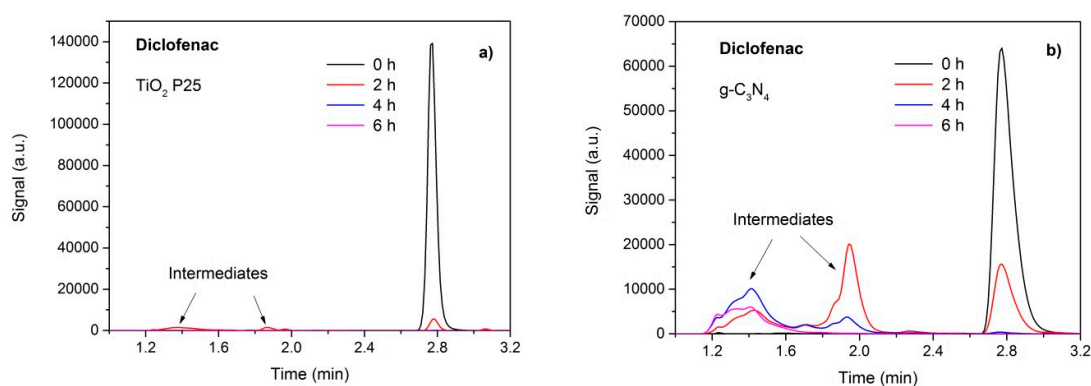 Diclofenac
a)
TiO₂ P25
0 h
2 h
4 h
6 h
Intermediates
Signal (a.u.)
140000
120000
100000
80000
60000
40000
20000
0
1.2 1.6 2.0 2.4 2.8 3.2
Time (min)
Diclofenac
b)
g-C₃N₄
0 h
2 h
4 h
6 h
Intermediates
Signal (a.u.)
70000
60000
50000
40000
30000
20000
10000
0
1.2 1.6 2.0 2.4 2.8 3.2
Time (min)